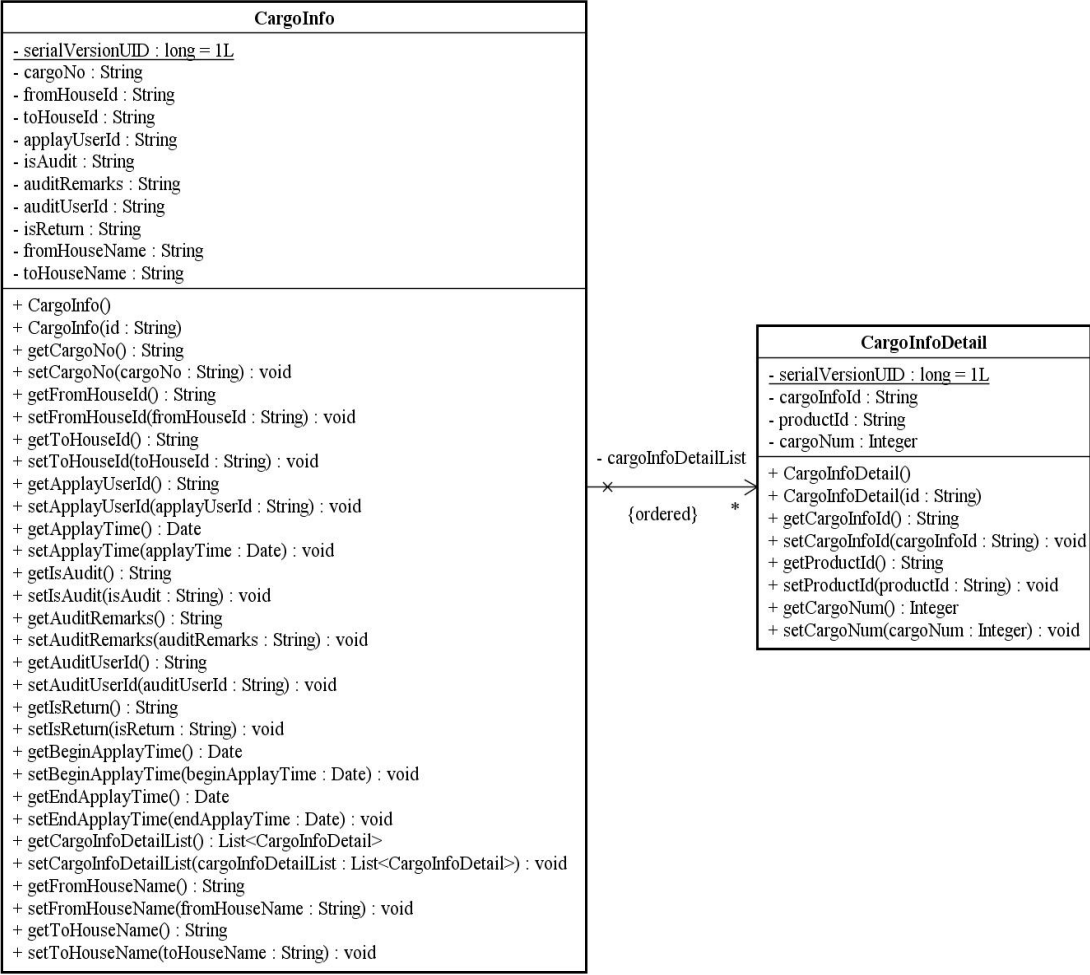 CargoInfo
- serialVersionUID : long = 1L
- cargoNo : String
- fromHouseId : String
- toHouseId : String
- applayUserId : String
- isAudit : String
- auditRemarks : String
- auditUserId : String
- isReturn : String
- fromHouseName : String
- toHouseName : String
+ CargoInfo()
+ CargoInfo(id : String)
+ getCargoNo() : String
+ setCargoNo(cargoNo : String) : void
+ getFromHouseId() : String
+ setFromHouseId(fromHouseId : String) : void
+ getToHouseId() : String
+ setToHouseId(toHouseId : String) : void
+ getApplayUserId() : String
+ setApplayUserId(applayUserId : String) : void
+ getApplayTime() : Date
+ setApplayTime(applayTime : Date) : void
+ getIsAudit() : String
+ setIsAudit(isAudit : String) : void
+ getAuditRemarks() : String
+ setAuditRemarks(auditRemarks : String) : void
+ getAuditUserId() : String
+ setAuditUserId(auditUserId : String) : void
+ getIsReturn() : String
+ setIsReturn(isReturn : String) : void
+ getBeginApplayTime() : Date
+ setBeginApplayTime(beginApplayTime : Date) : void
+ getEndApplayTime() : Date
+ setEndApplayTime(endApplayTime : Date) : void
+ getCargoInfoDetailList() : List<CargoInfoDetail>
+ setCargoInfoDetailList(cargoInfoDetailList : List<CargoInfoDetail>) : void
+ getFromHouseName() : String
+ setFromHouseName(fromHouseName : String) : void
+ getToHouseName() : String
+ setToHouseName(toHouseName : String) : void
- cargoInfoDetailList
{ordered}
*
CargoInfoDetail
- serialVersionUID : long = 1L
- cargoInfoId : String
- productId : String
- cargoNum : Integer
+ CargoInfoDetail()
+ CargoInfoDetail(id : String)
+ getCargoInfoId() : String
+ setCargoInfoId(cargoInfoId : String) : void
+ getProductId() : String
+ setProductId(productId : String) : void
+ getCargoNum() : Integer
+ setCargoNum(cargoNum : Integer) : void